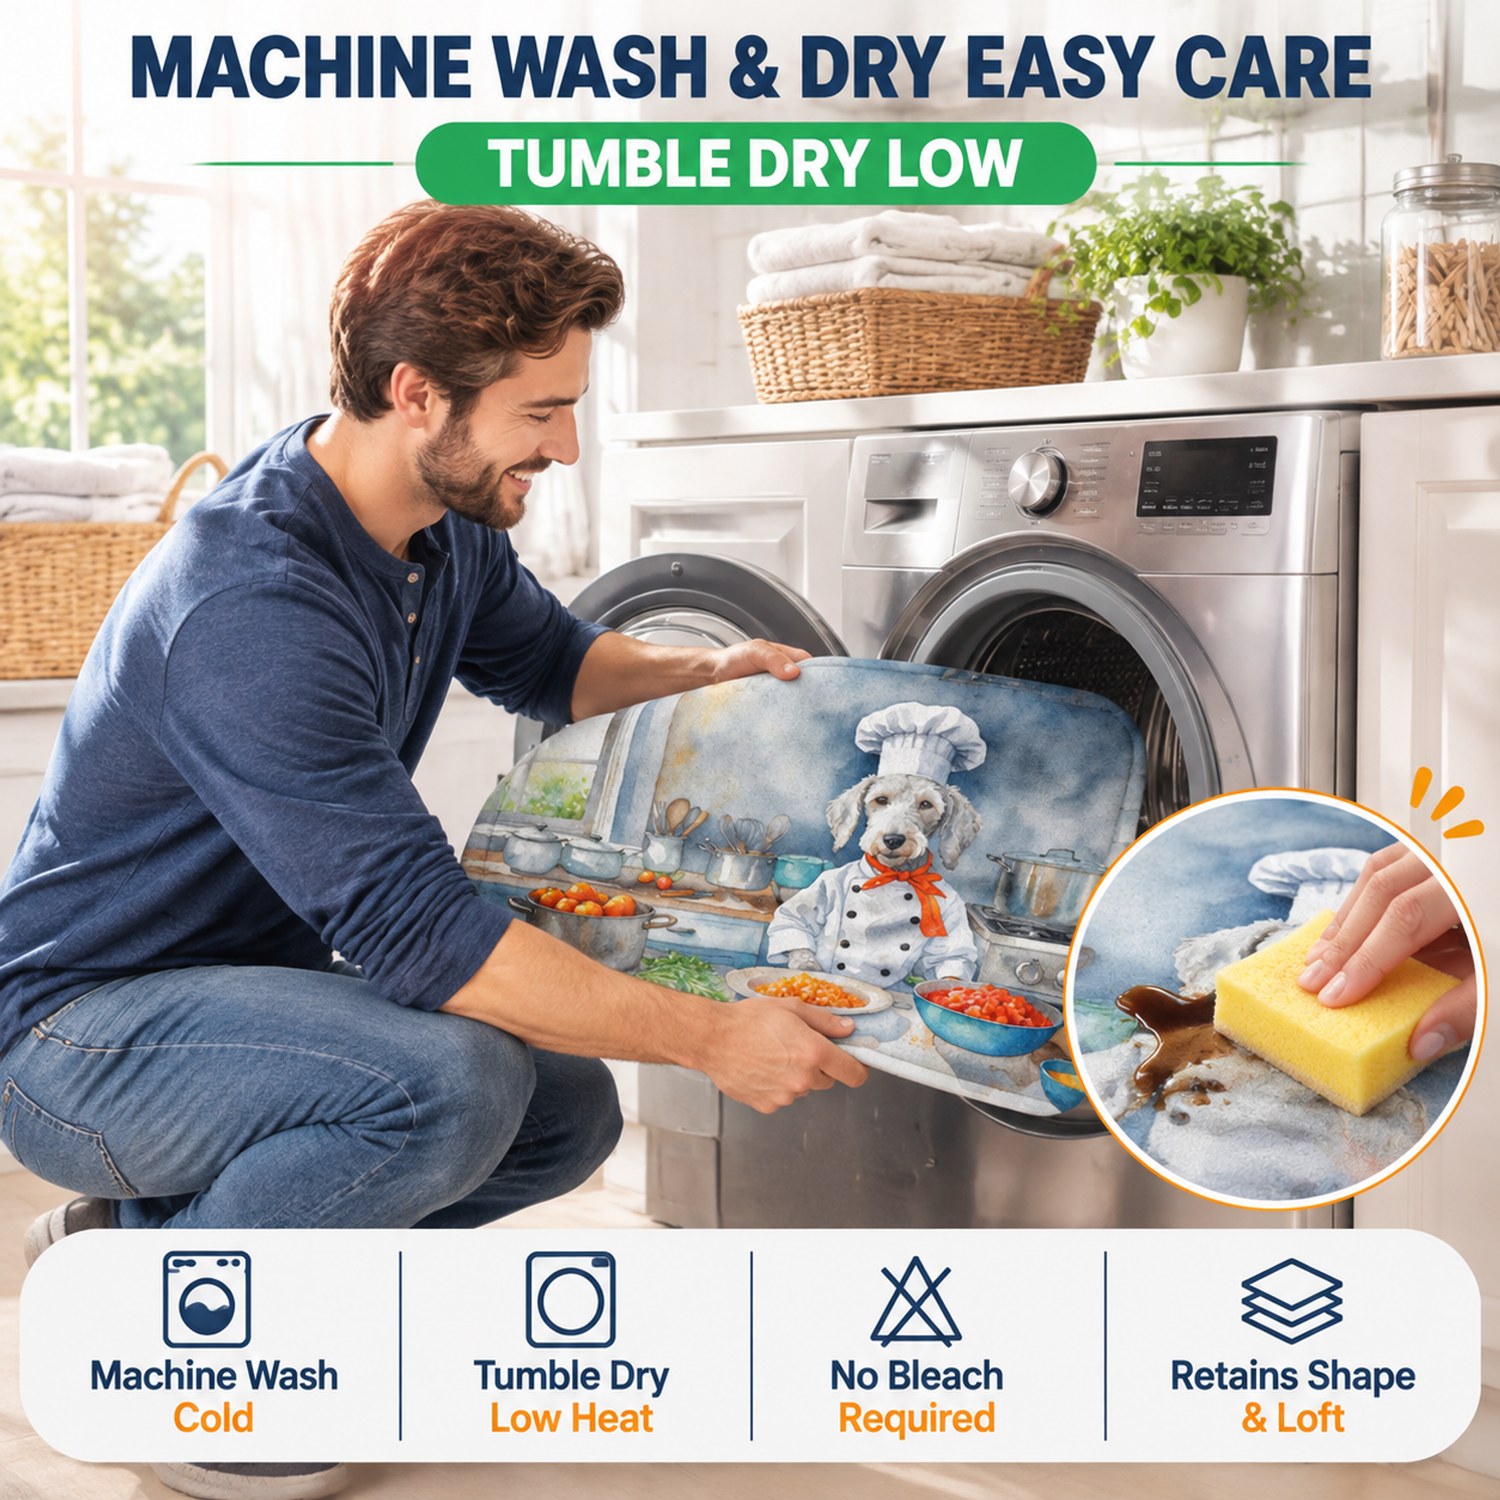 MACHINE WASH & DRY EASY CARE
TUMBLE DRY LOW
Machine Wash
Cold
Tumble Dry
Low Heat
No Bleach
Required
Retains Shape
& Loft